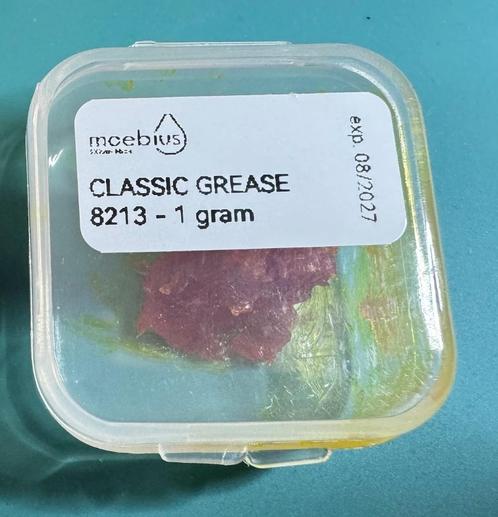 moebius
CLASSIC GREASE
8213 - 1 gram
exp. 08/2027